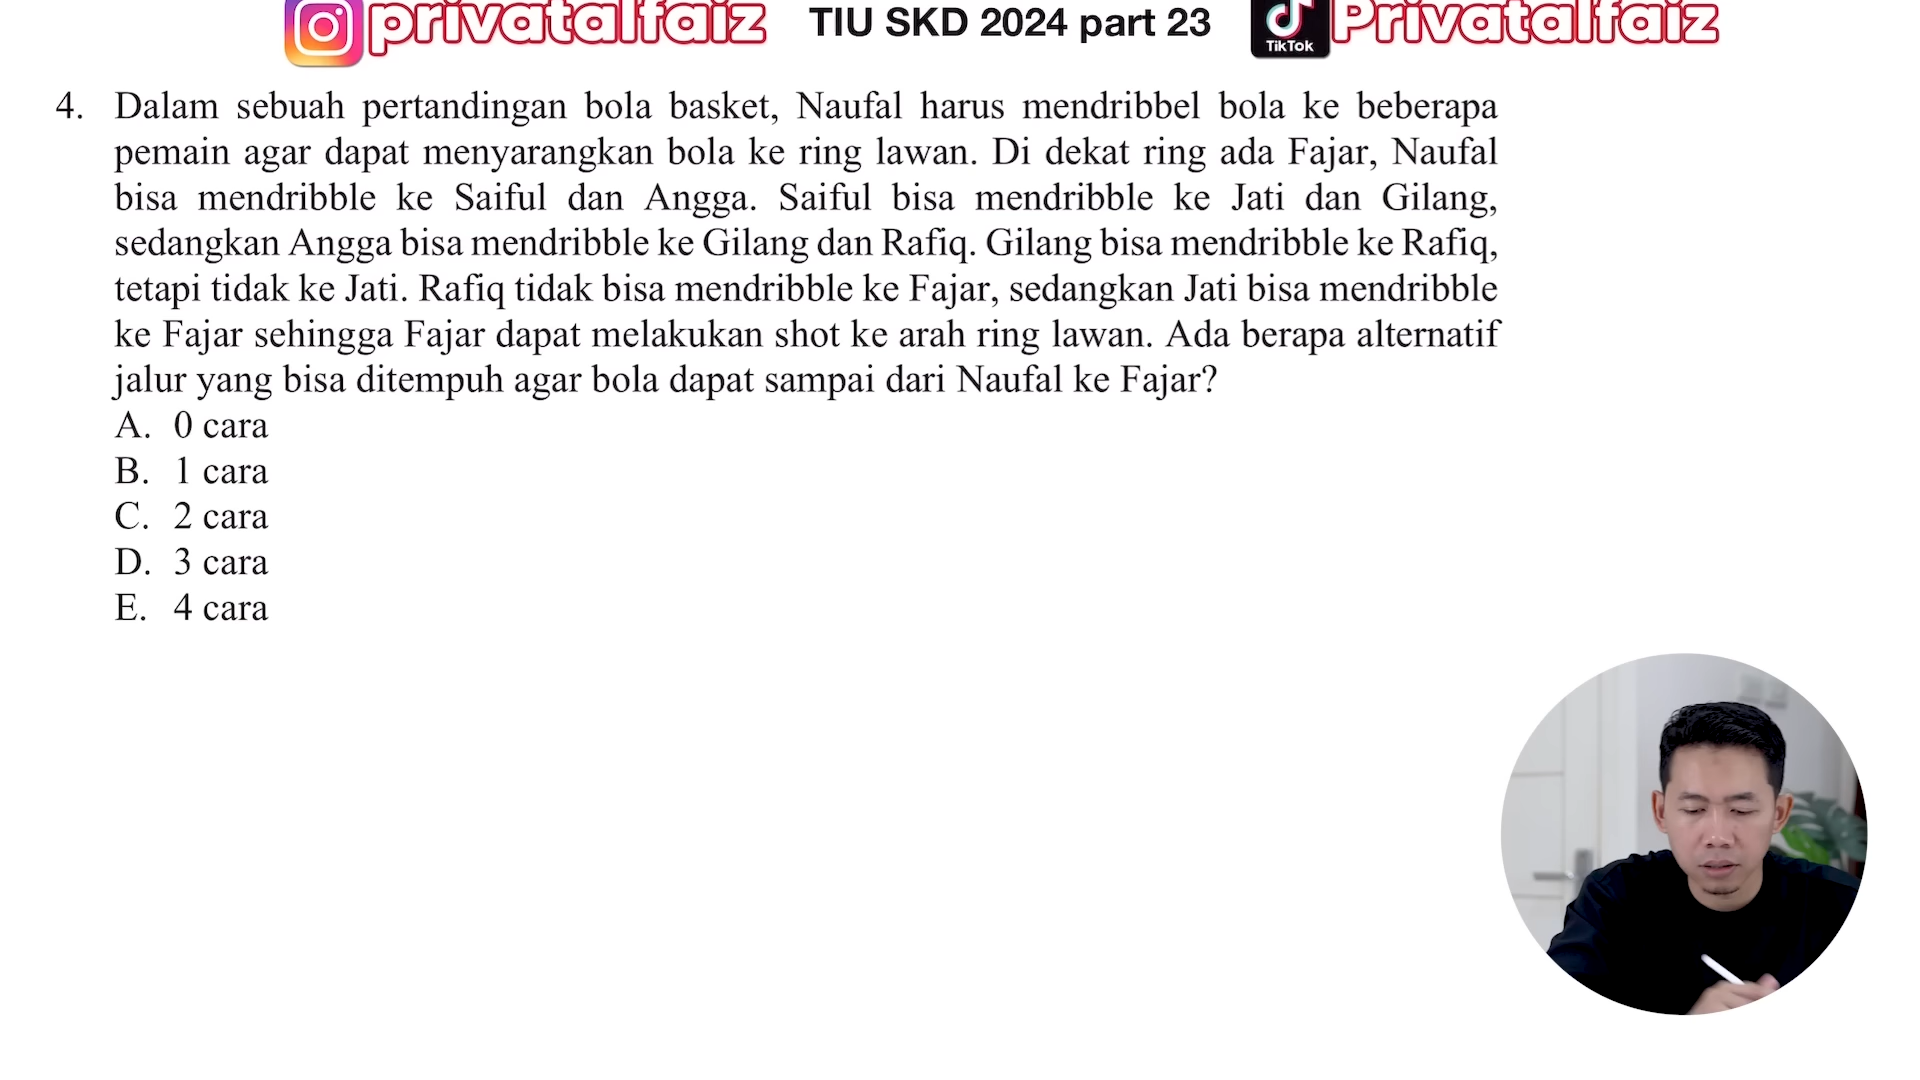 privatalfaiz TIU SKD 2024 part 23 TikTok Privatalfaiz
4. Dalam sebuah pertandingan bola basket, Naufal harus mendribbel bola ke beberapa
pemain agar dapat menyarangkan bola ke ring lawan. Di dekat ring ada Fajar, Naufal
bisa mendribble ke Saiful dan Angga. Saiful bisa mendribble ke Jati dan Gilang,
sedangkan Angga bisa mendribble ke Gilang dan Rafiq. Gilang bisa mendribble ke Rafiq,
tetapi tidak ke Jati. Rafiq tidak bisa mendribble ke Fajar, sedangkan Jati bisa mendribble
ke Fajar sehingga Fajar dapat melakukan shot ke arah ring lawan. Ada berapa alternatif
jalur yang bisa ditempuh agar bola dapat sampai dari Naufal ke Fajar?
A. 0 cara
B. 1 cara
C. 2 cara
D. 3 cara
E. 4 cara